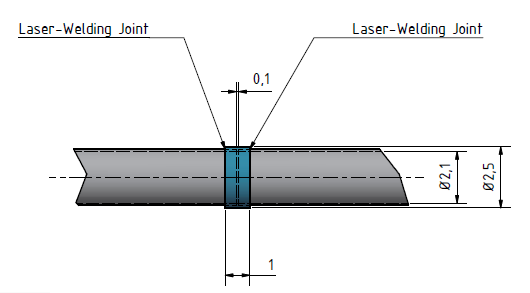 Laser-Welding Joint
Laser-Welding Joint
0,1
Ø2,1
Ø2,5
1